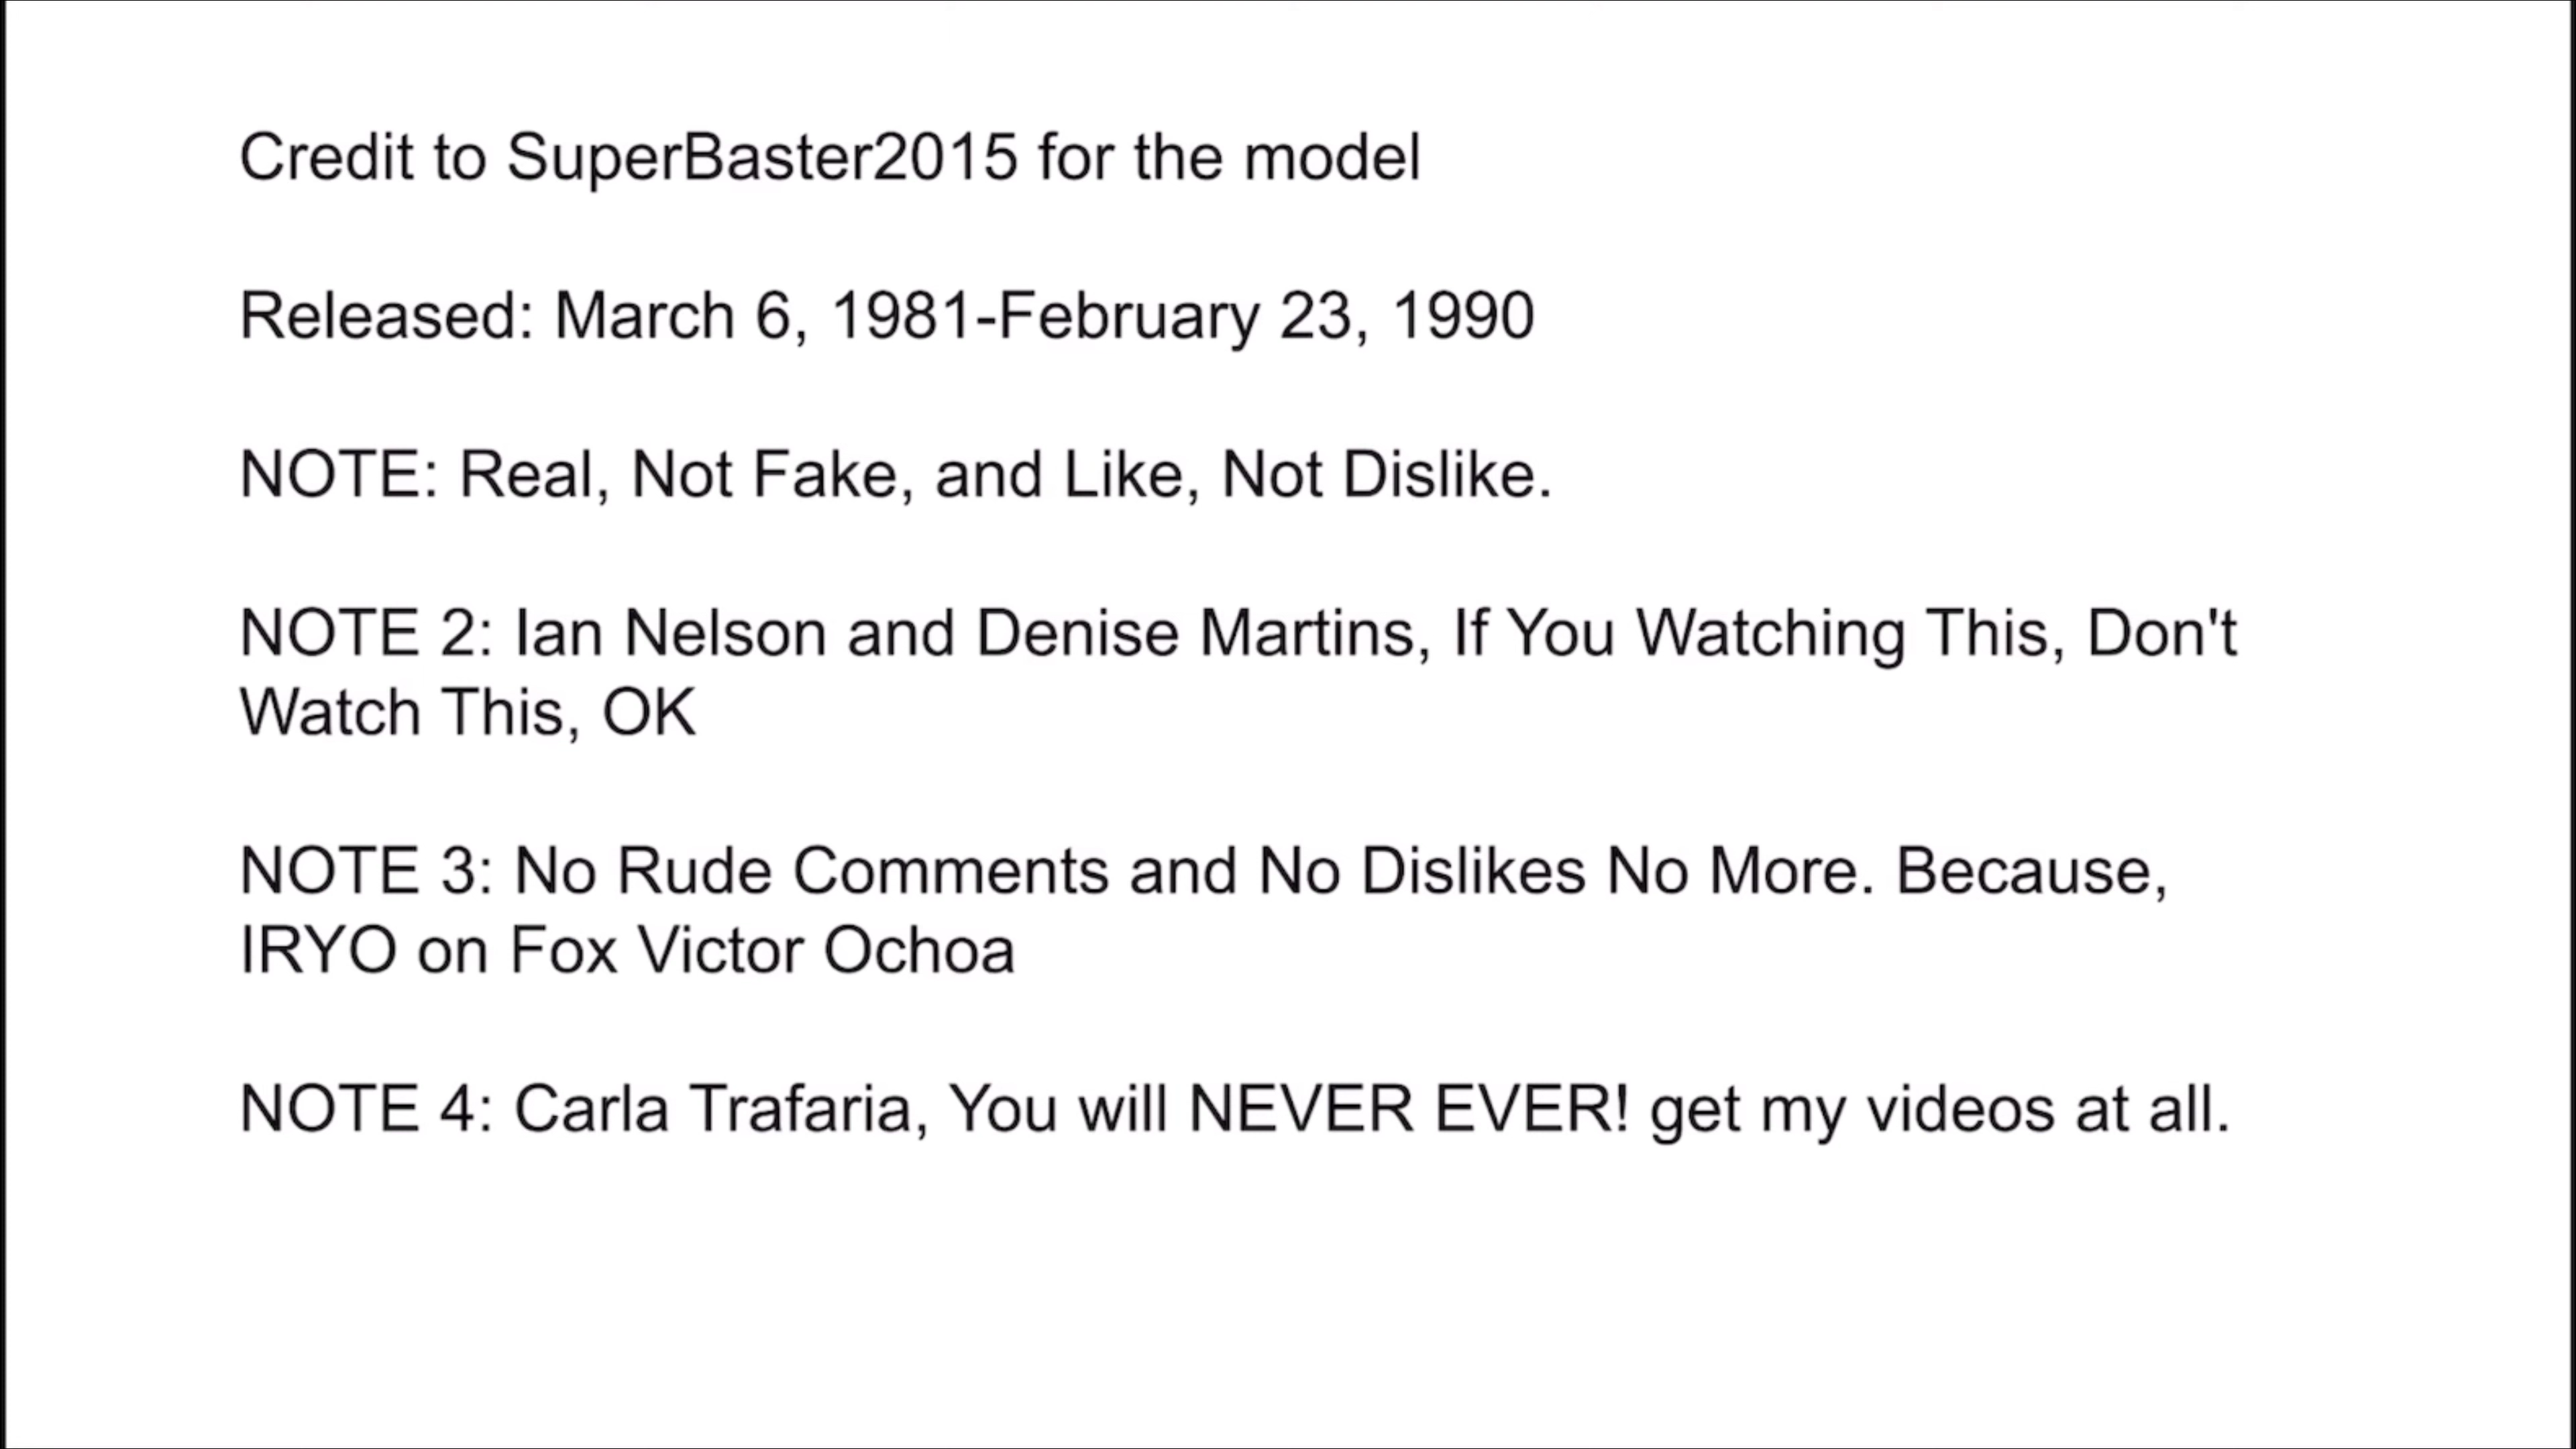 Credit to SuperBaster2015 for the model
Released: March 6, 1981-February 23, 1990
NOTE: Real, Not Fake, and Like, Not Dislike.
NOTE 2: Ian Nelson and Denise Martins, If You Watching This, Don't
Watch This, OK
NOTE 3: No Rude Comments and No Dislikes No More. Because,
IRYO on Fox Victor Ochoa
NOTE 4: Carla Trafaria, You will NEVER EVER! get my videos at all.